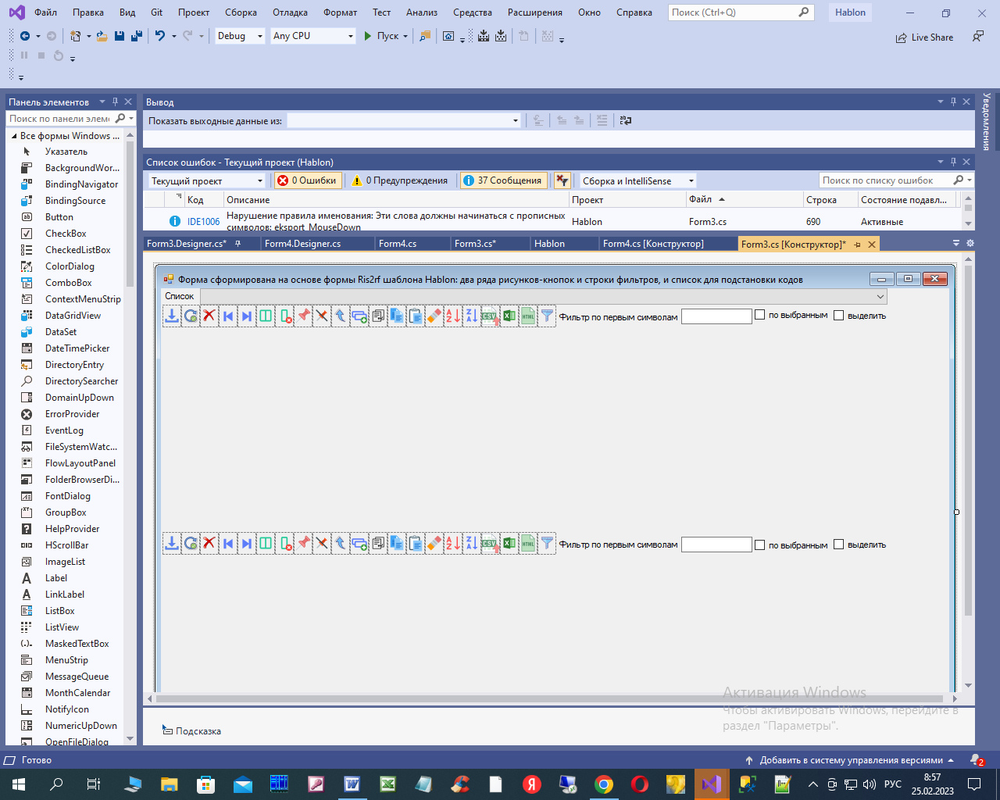 Файл Правка Вид Git Проект Сборка Отладка Формат Тест Анализ Средства Расширения Окно Справка Поиск (Ctrl+Q) Hablon
Debug Any CPU Пуск Live Share
Панель элементов
Поиск по панели элем
Все формы Windows ...
Указатель
BackgroundWor...
BindingNavigator
BindingSource
Button
CheckBox
CheckedListBox
ColorDialog
ComboBox
ContextMenuStrip
DataGridView
DataSet
DateTimePicker
DirectoryEntry
DirectorySearcher
DomainUpDown
ErrorProvider
EventLog
FileSystemWatc...
FlowLayoutPanel
FolderBrowserDi...
FontDialog
GroupBox
HelpProvider
HScrollBar
ImageList
Label
LinkLabel
ListBox
ListView
MaskedTextBox
MenuStrip
MessageQueue
MonthCalendar
NotifyIcon
NumericUpDown
OpenFileDialog
Вывод
Показать выходные данные из:
Список ошибок - Текущий проект (Hablon)
Текущий проект 0 Ошибки 0 Предупреждения 37 Сообщения Сборка и IntelliSense Поиск по списку ошибок
Код Описание Проект Файл Строка Состояние подавл...
IDE1006 Нарушение правила именования: Эти слова должны начинаться с прописных символов: eksport_MouseDown Hablon Form3.cs 690 Активные
Form3.Designer.cs* Form4.Designer.cs Form4.cs Form3.cs* Hablon Form4.cs [Конструктор] Form3.cs [Конструктор]*
Форма сформирована на основе формы Ris2rf шаблона Hablon: два ряда рисунков-кнопок и строки фильтров, и список для подстановки кодов
Список
CSV HTML Фильтр по первым символам по выбранным выделить
CSV HTML Фильтр по первым символам по выбранным выделить
Активация Windows
Чтобы активировать Windows, перейдите в
раздел "Параметры".
Подсказка
Уведомления
Готово Добавить в систему управления версиями 2
РУС 8:57
25.02.2023